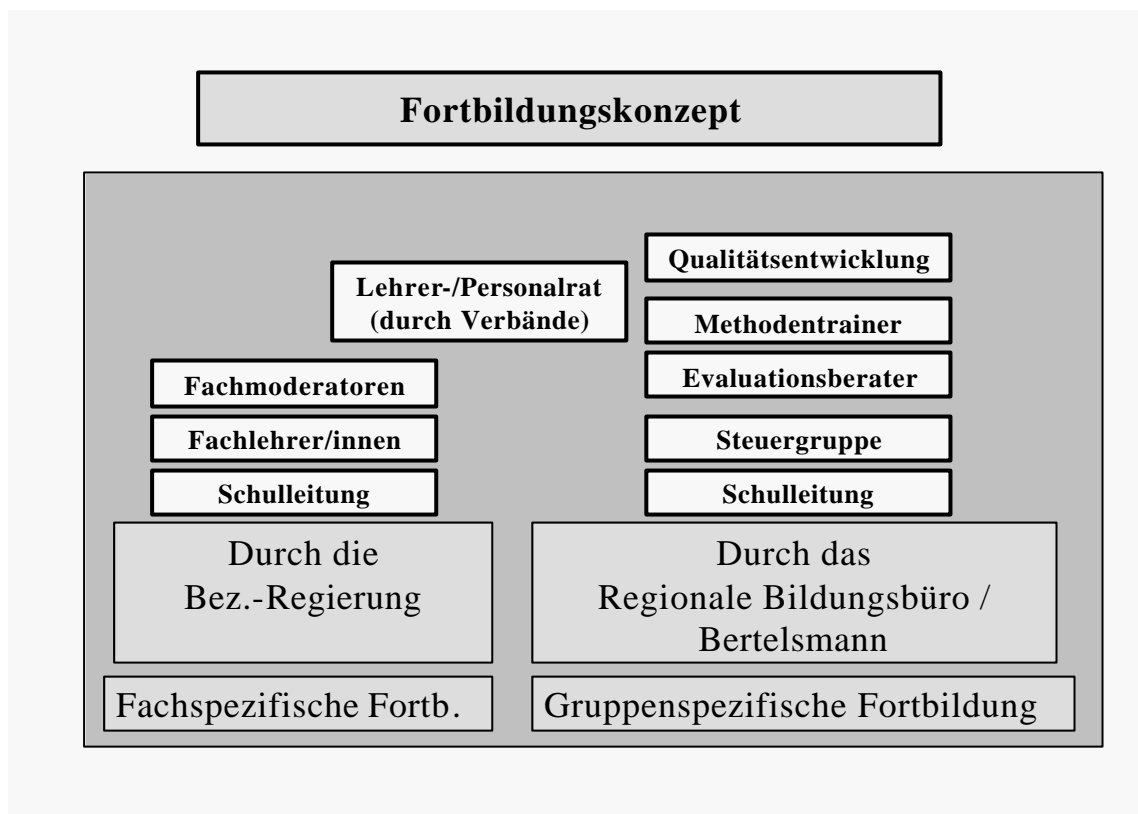 Fortbildungskonzept
Lehrer-/Personalrat
(durch Verbände)
Fachmoderatoren
Fachlehrer/innen
Schulleitung
Durch die
Bez.-Regierung
Fachspezifische Fortb.
Qualitätsentwicklung
Methodentrainer
Evaluationsberater
Steuergruppe
Schulleitung
Durch das
Regionale Bildungsbüro /
Bertelsmann
Gruppenspezifische Fortbildung